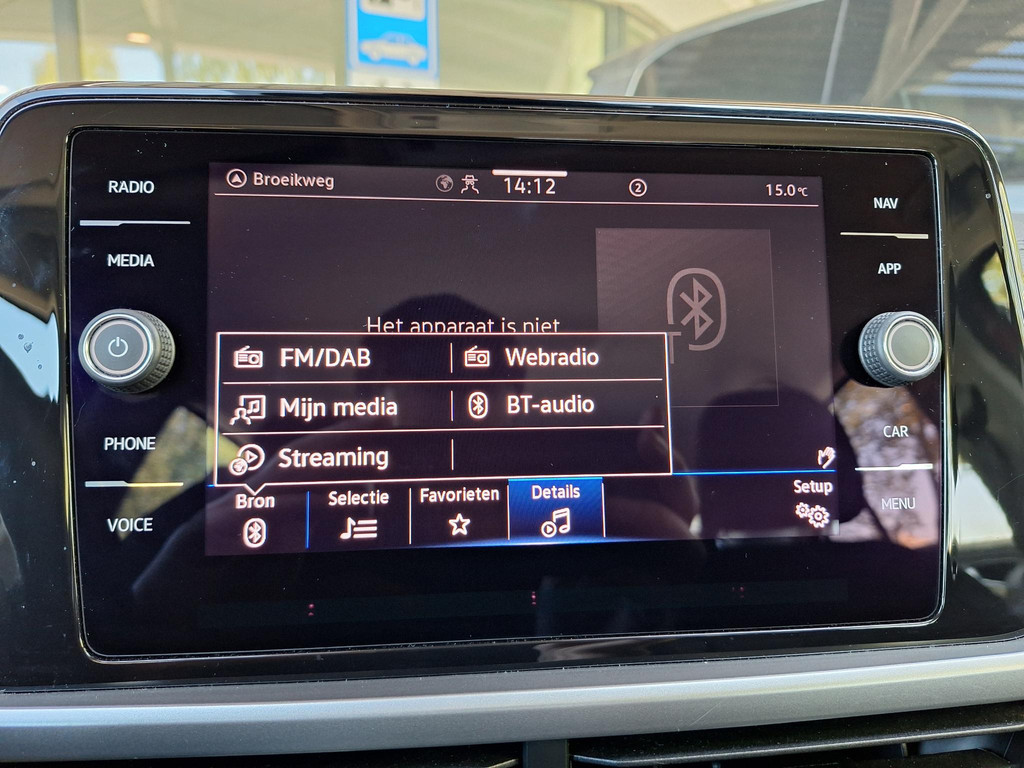 RADIO
MEDIA
PHONE
VOICE
Broeikweg
14:12
2
15.0°C
Het apparaat is niet
FM/DAB
Webradio
Mijn media
BT-audio
Streaming
Bron
Selectie
Favorieten
Details
Setup
NAV
APP
CAR
MENU